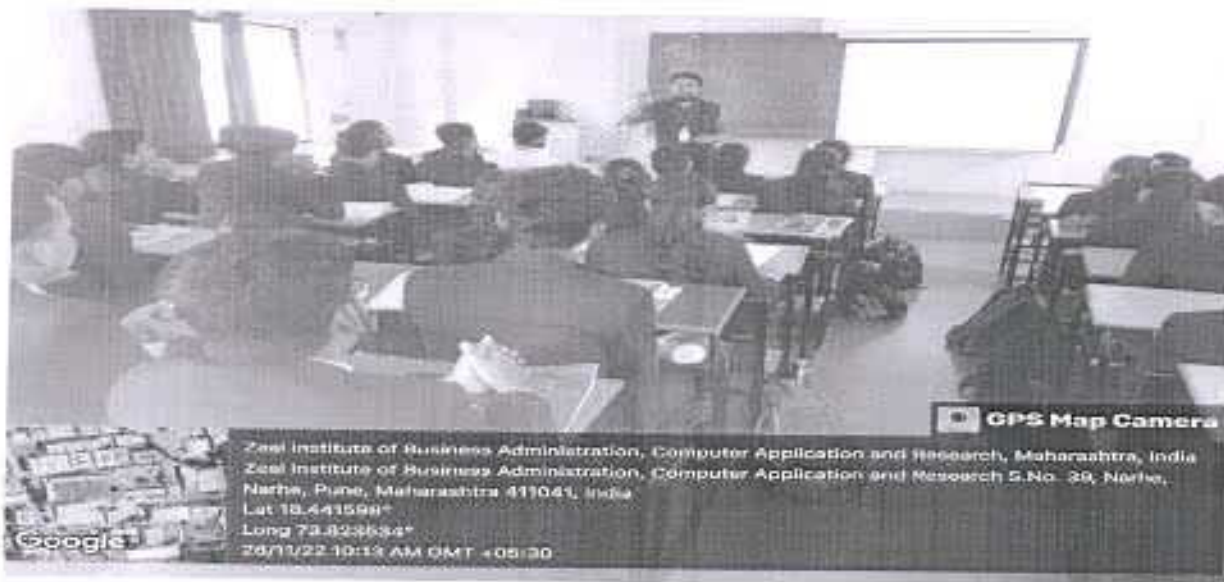 GPS Map Camera
Zeal Institute of Business Administration, Computer Application and Research, Maharashtra, India
Zeal Institute of Business Administration, Computer Application and Research S.No. 39, Narhe,
Narhe, Pune, Maharashtra 411041, India
Lat 18.441598°
Long 73.823534°
26/11/22 10:13 AM GMT +05:30
Google